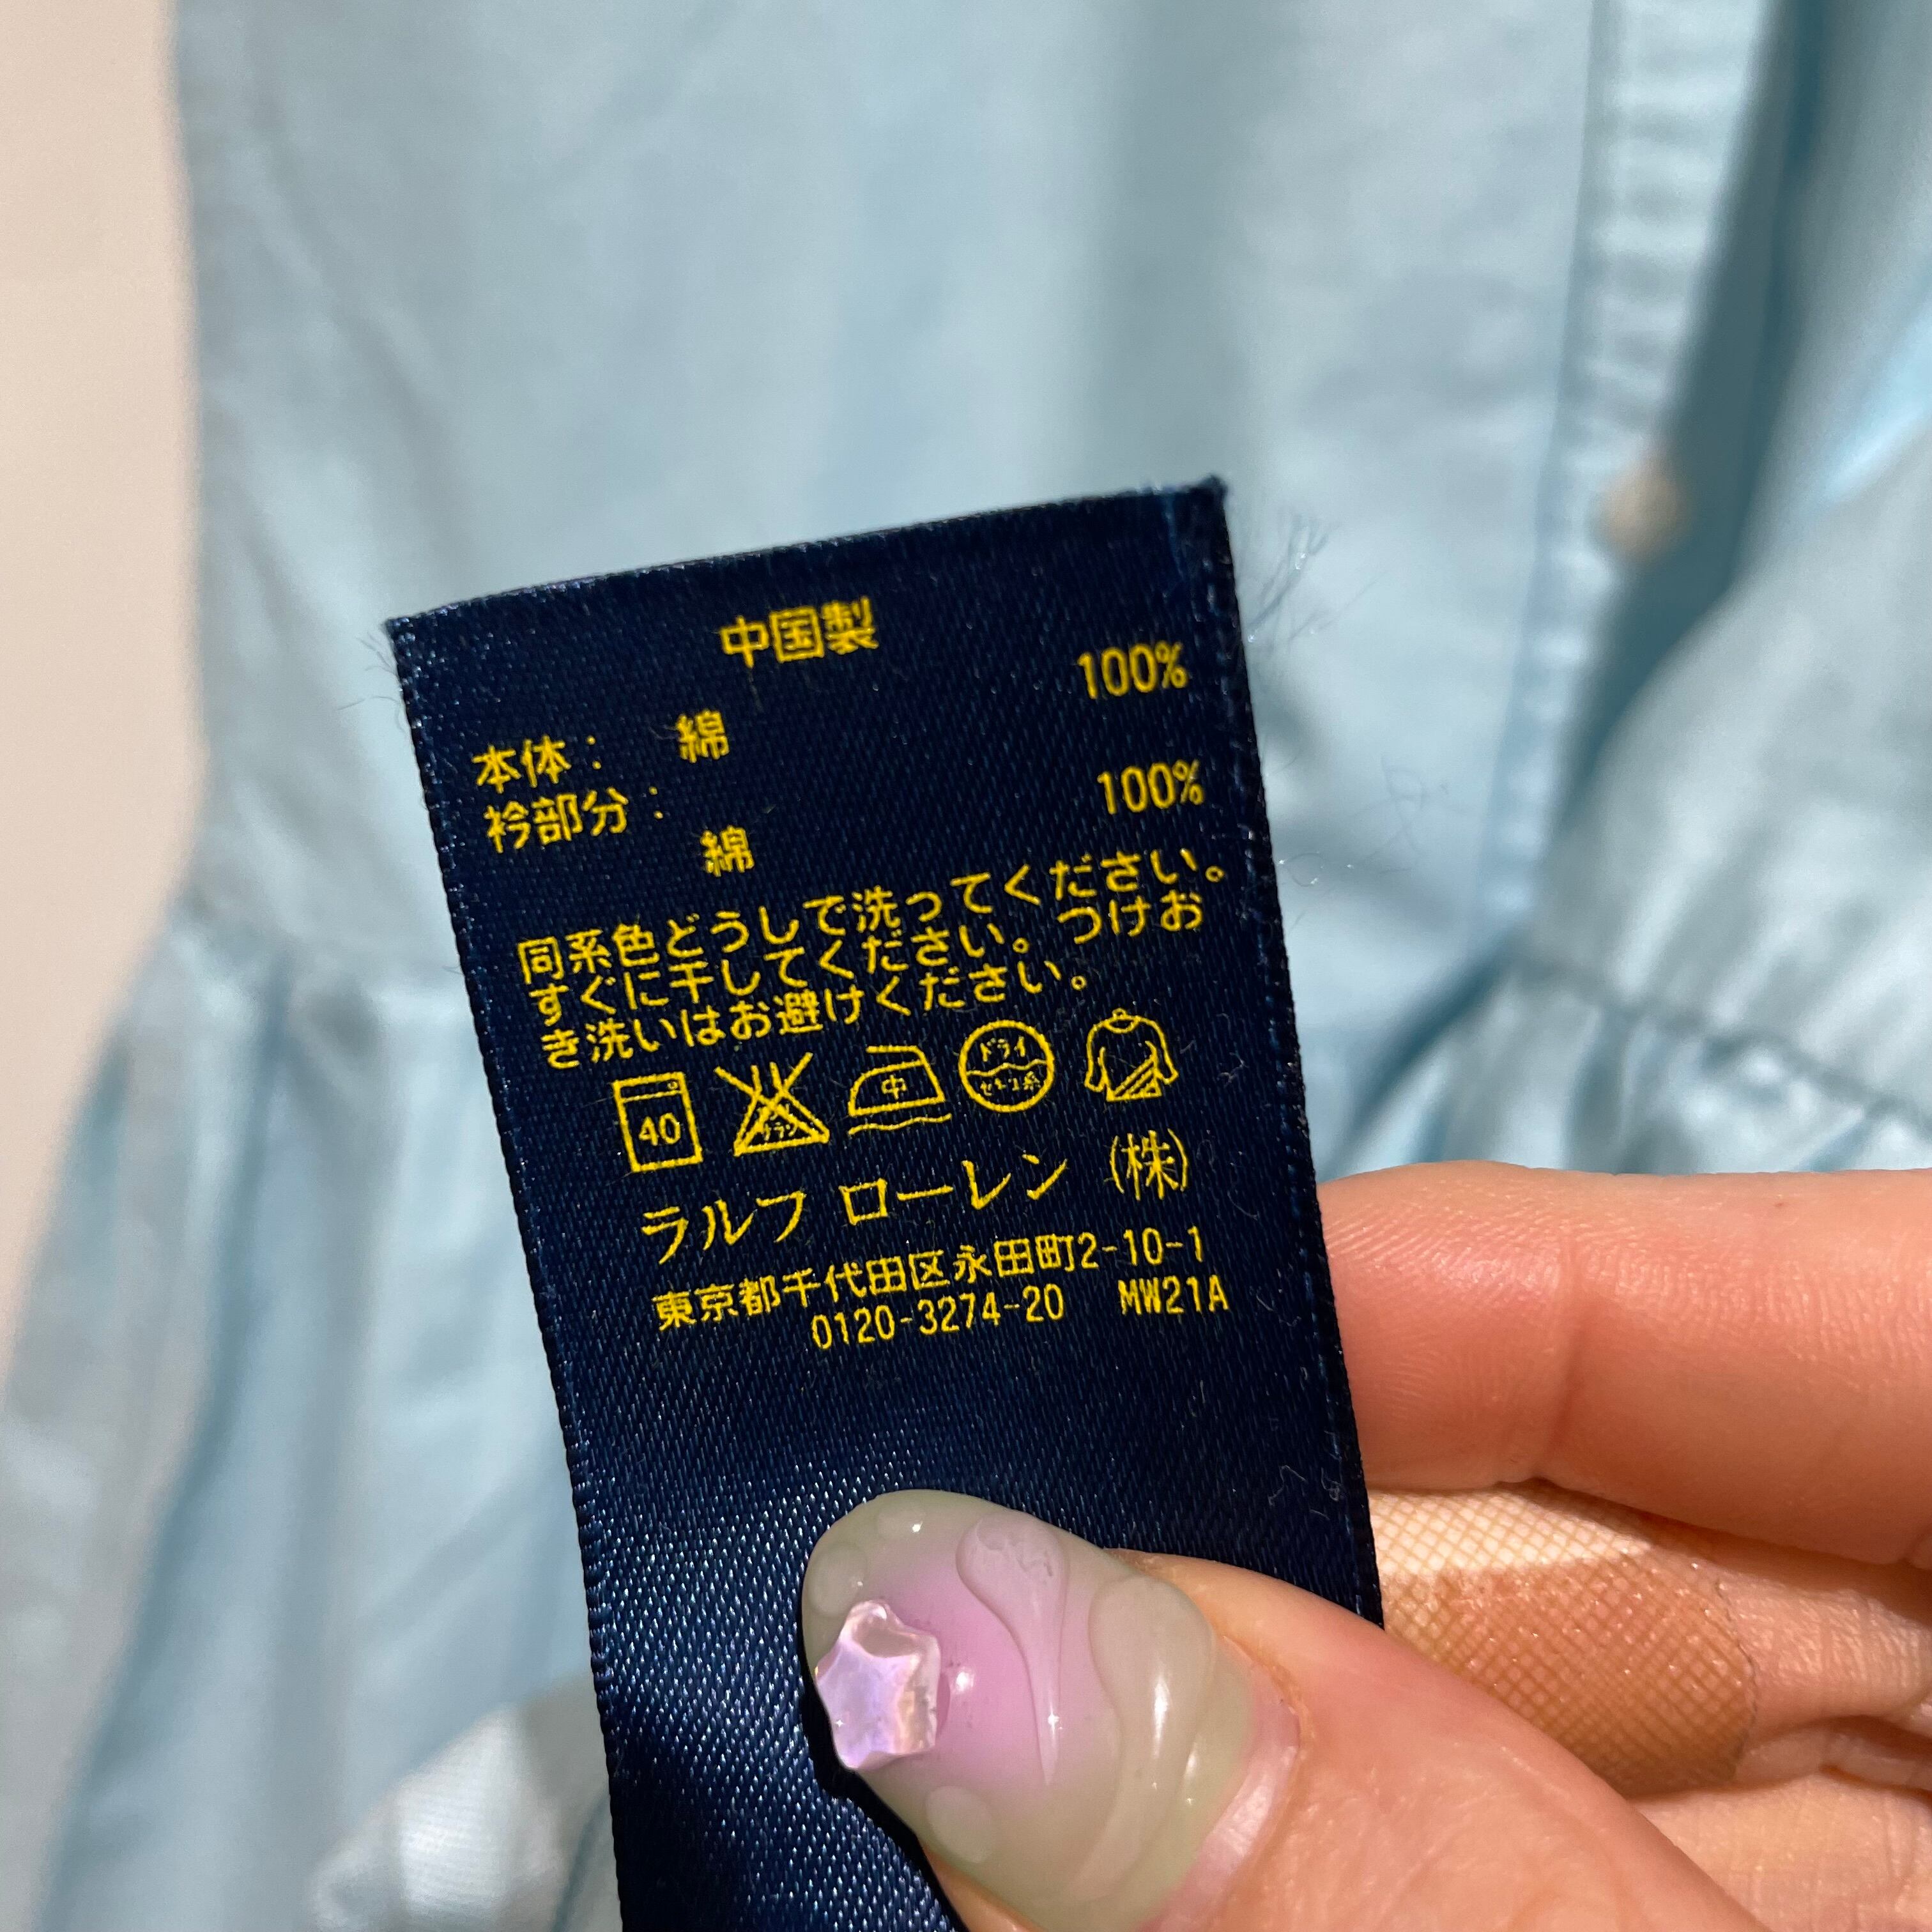 中国製
100%
本体： 綿
100%
衿部分：
綿
同系色どうしで洗ってください。
すぐに干してください。つけお
き洗いはお避けください。
40
中
ドライ
セキユ系
ラルフ ローレン (株)
東京都千代田区永田町2-10-1
0120-3274-20 MW21A